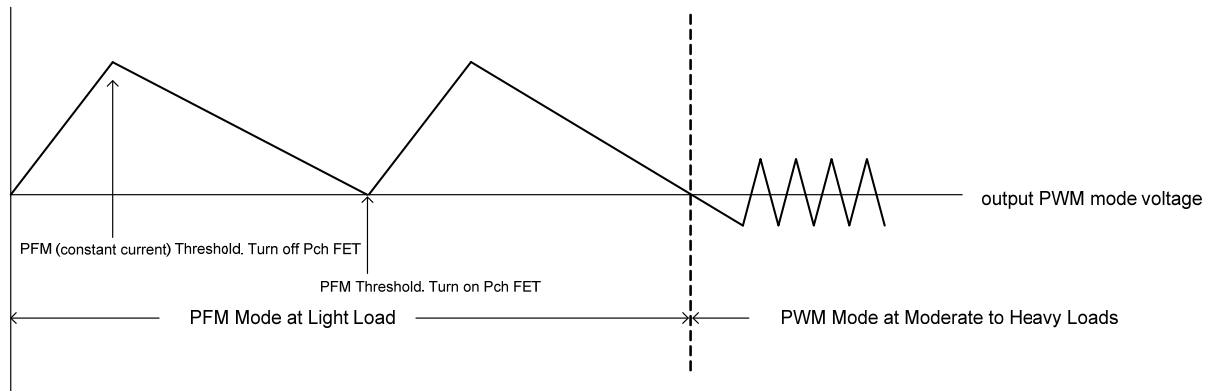 output PWM mode voltage
PFM (constant current) Threshold. Turn off Pch FET
PFM Threshold. Turn on Pch FET
PFM Mode at Light Load
PWM Mode at Moderate to Heavy Loads